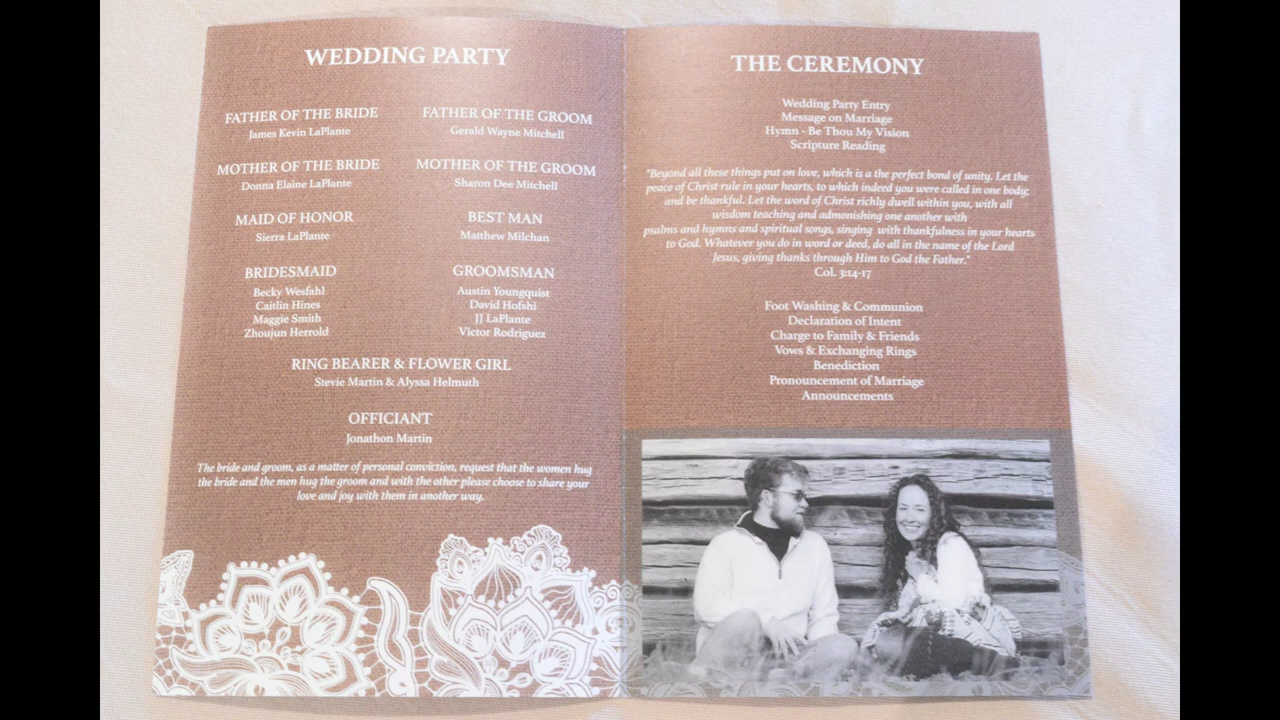 WEDDING PARTY
FATHER OF THE BRIDE
James Kevin LaPlante
FATHER OF THE GROOM
Gerald Wayne Mitchell
MOTHER OF THE BRIDE
Donna Elaine LaPlante
MOTHER OF THE GROOM
Sharon Dee Mitchell
MAID OF HONOR
Sierra LaPlante
BEST MAN
Matthew Milchan
BRIDESMAID
Becky Wesfahl
Caitlin Hines
Maggie Smith
Zhoujun Herrold
GROOMSMAN
Austin Youngquist
David Hofshi
JJ LaPlante
Victor Rodriguez
RING BEARER & FLOWER GIRL
Stevie Martin & Alyssa Helmuth
OFFICIANT
Jonathon Martin
The bride and groom, as a matter of personal conviction, request that the women hug
the bride and the men hug the groom and with the other please choose to share your
love and joy with them in another way.
THE CEREMONY
Wedding Party Entry
Message on Marriage
Hymn - Be Thou My Vision
Scripture Reading
"Beyond all these things put on love, which is a the perfect bond of unity. Let the
peace of Christ rule in your hearts, to which indeed you were called in one body;
and be thankful. Let the word of Christ richly dwell within you, with all
wisdom teaching and admonishing one another with
psalms and hymns and spiritual songs, singing with thankfulness in your hearts
to God. Whatever you do in word or deed, do all in the name of the Lord
Jesus, giving thanks through Him to God the Father."
Col. 3:14-17
Foot Washing & Communion
Declaration of Intent
Charge to Family & Friends
Vows & Exchanging Rings
Benediction
Pronouncement of Marriage
Announcements